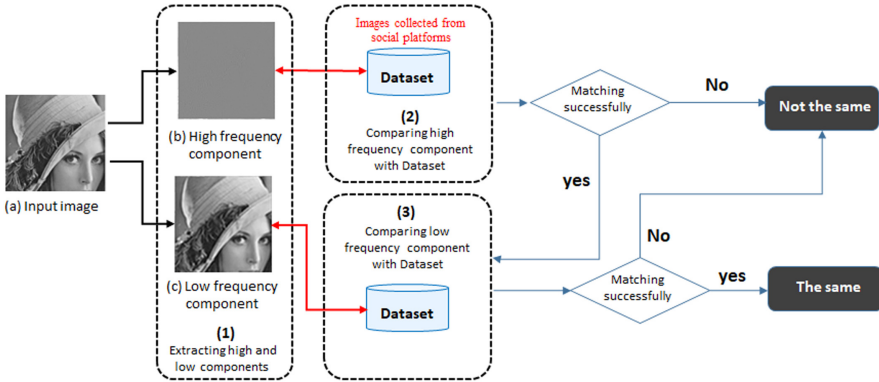 Images collected from
social platforms
Dataset
(2)
Comparing high
frequency component
with Dataset
(a) Input image
(b) High frequency
component
(c) Low frequency
component
(1)
Extracting high and
low components
(3)
Comparing low
frequency component
with Dataset
Dataset
Matching
successfully
No
Not the same
yes
Matching
successfully
No
yes
The same